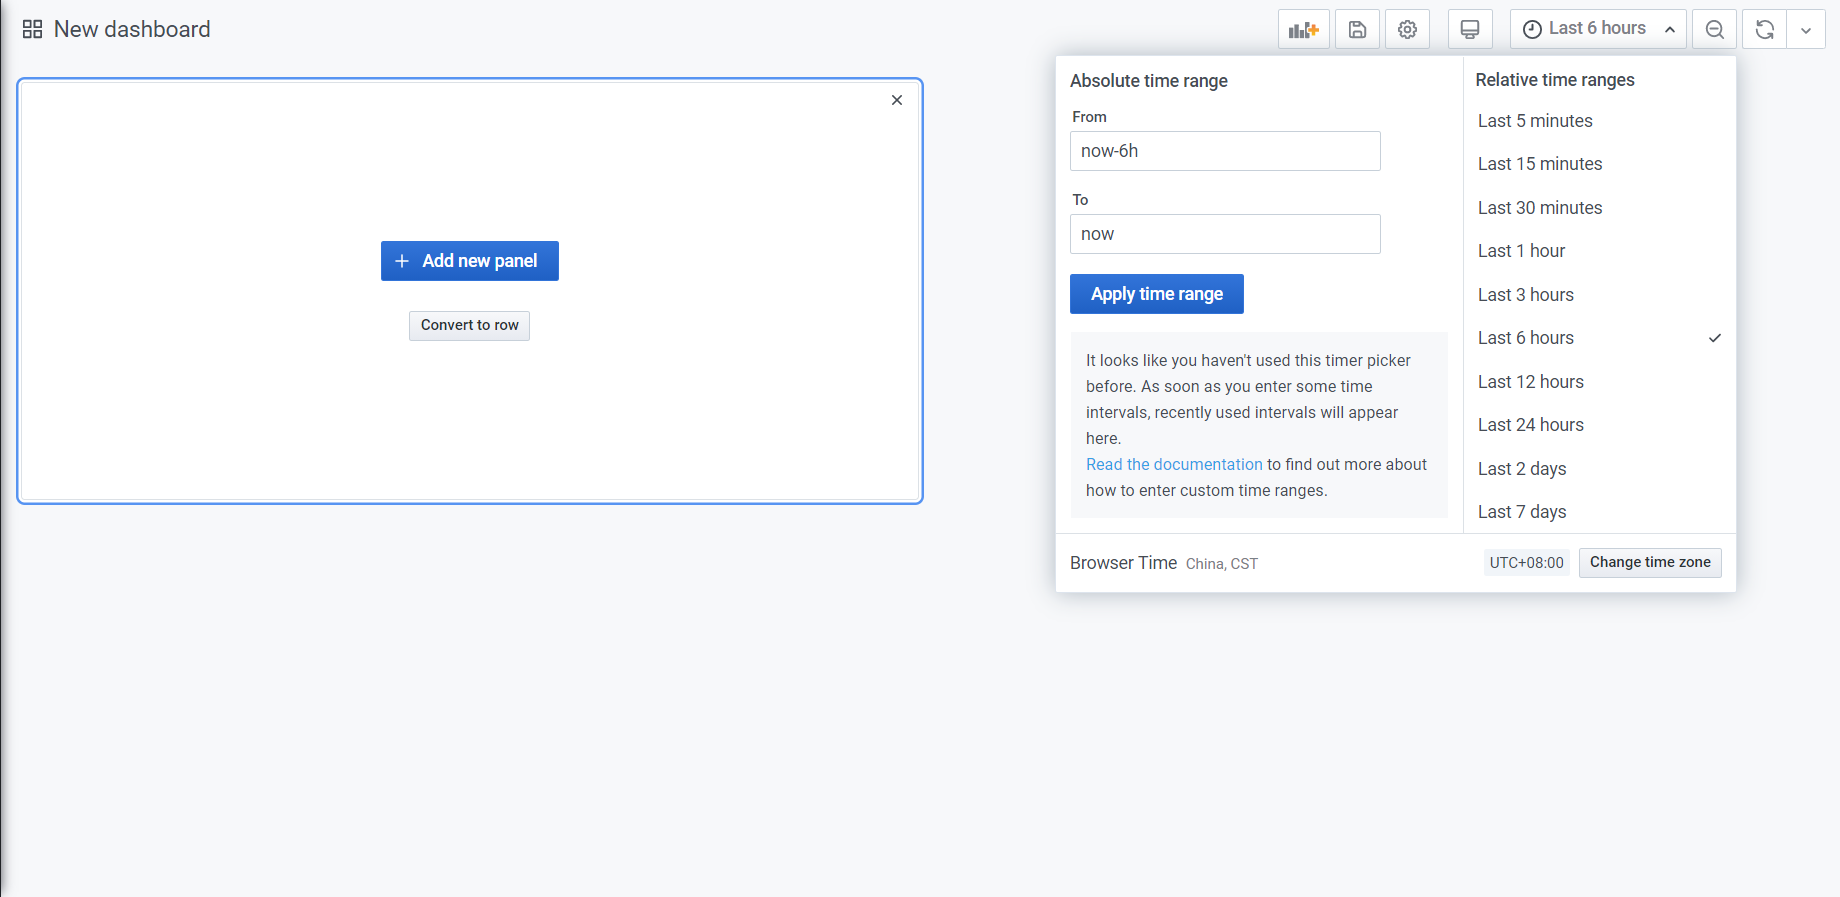 New dashboard
Last 6 hours
Add new panel
Convert to row
Absolute time range
From
now-6h
To
now
Apply time range
It looks like you haven't used this timer picker
before. As soon as you enter some time
intervals, recently used intervals will appear
here.
Read the documentation to find out more about
how to enter custom time ranges.
Relative time ranges
Last 5 minutes
Last 15 minutes
Last 30 minutes
Last 1 hour
Last 3 hours
Last 6 hours
Last 12 hours
Last 24 hours
Last 2 days
Last 7 days
Browser Time China, CST
UTC+08:00
Change time zone